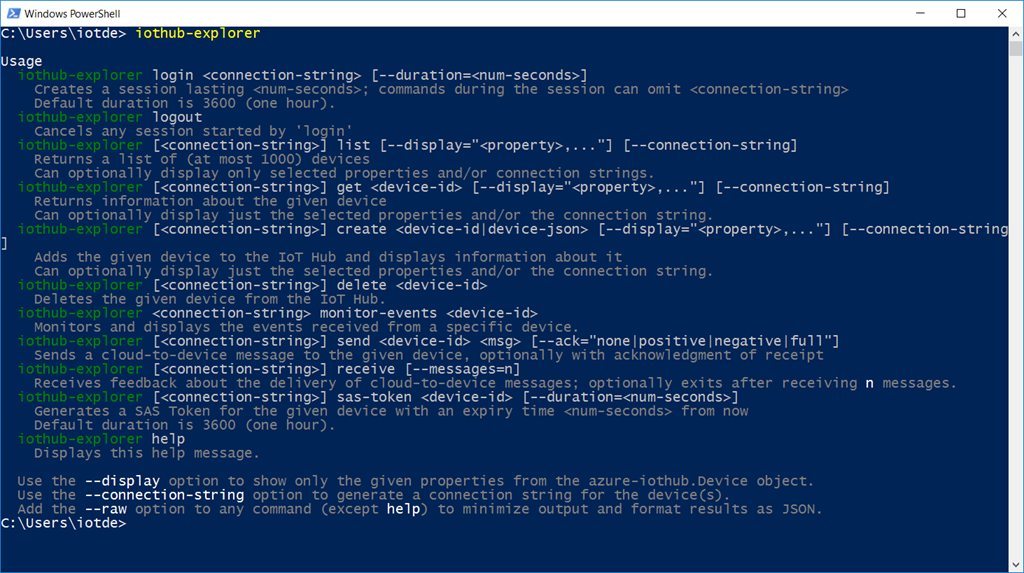 Windows PowerShell
C:\Users\iotde> iothub-explorer
Usage
iothub-explorer login <connection-string> [--duration=<num-seconds>]
Creates a session lasting <num-seconds>; commands during the session can omit <connection-string>
Default duration is 3600 (one hour).
iothub-explorer logout
Cancels any session started by 'login'
iothub-explorer [<connection-string>] list [--display="<property>,..."] [--connection-string]
Returns a list of (at most 1000) devices
Can optionally display only selected properties and/or connection strings.
iothub-explorer [<connection-string>] get <device-id> [--display="<property>,..."] [--connection-string]
Returns information about the given device
Can optionally display just the selected properties and/or the connection string.
iothub-explorer [<connection-string>] create <device-id|device-json> [--display="<property>,..."] [--connection-string
]
Adds the given device to the IoT Hub and displays information about it
Can optionally display just the selected properties and/or the connection string.
iothub-explorer [<connection-string>] delete <device-id>
Deletes the given device from the IoT Hub.
iothub-explorer <connection-string> monitor-events <device-id>
Monitors and displays the events received from a specific device.
iothub-explorer [<connection-string>] send <device-id> <msg> [--ack="none|positive|negative|full"]
Sends a cloud-to-device message to the given device, optionally with acknowledgment of receipt
iothub-explorer [<connection-string>] receive [--messages=n]
Receives feedback about the delivery of cloud-to-device messages; optionally exits after receiving n messages.
iothub-explorer [<connection-string>] sas-token <device-id> [--duration=<num-seconds>]
Generates a SAS Token for the given device with an expiry time <num-seconds> from now
Default duration is 3600 (one hour).
iothub-explorer help
Displays this help message.
Use the --display option to show only the given properties from the azure-iothub.Device object.
Use the --connection-string option to generate a connection string for the device(s).
Add the --raw option to any command (except help) to minimize output and format results as JSON.
C:\Users\iotde>